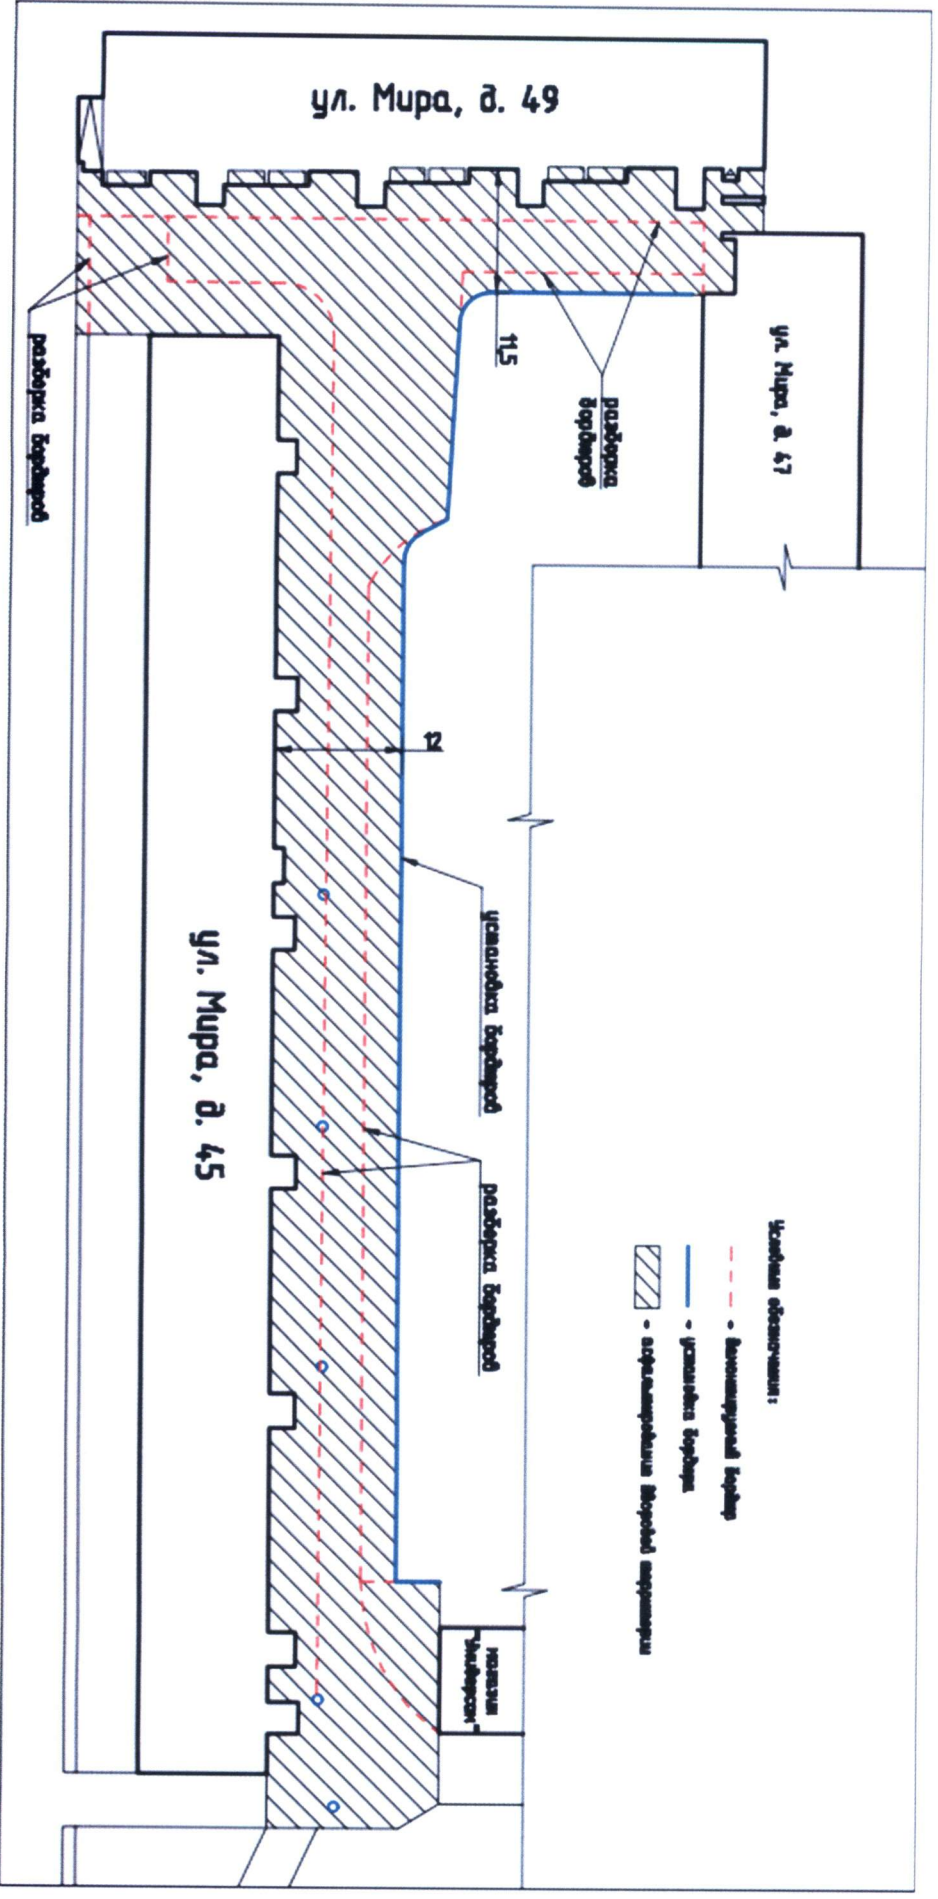 ул. Мира, д. 49
ул. Мира, д. 47
11,5
разборка
бордюров
разборка бордюров
12
установка бордюров
ул. Мира, д. 45
разборка бордюров
Условные обозначения:
- демонтируемый бордюр
- установка бордюра
- асфальтирование дворовой территории
магазин
"Универсам"